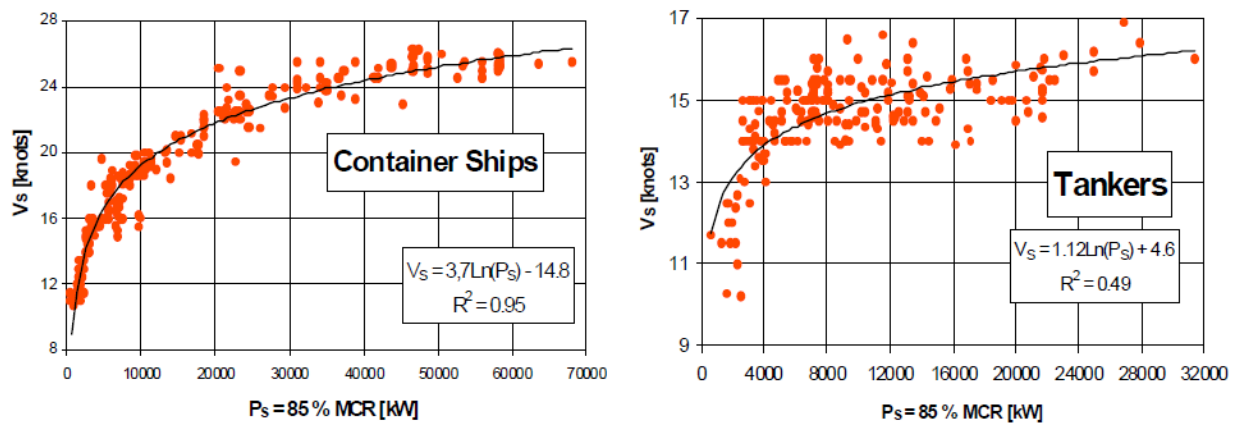 28
24
20
16
12
8
Vs [knots]
Container Ships
Vs = 3,7Ln(Ps) - 14.8
R² = 0.95
0 10000 20000 30000 40000 50000 60000 70000
Ps = 85 % MCR [kW]
17
15
13
11
9
Vs [knots]
Tankers
Vs = 1.12Ln(Ps) + 4.6
R² = 0.49
0 4000 8000 12000 16000 20000 24000 28000 32000
Ps = 85 % MCR [kW]